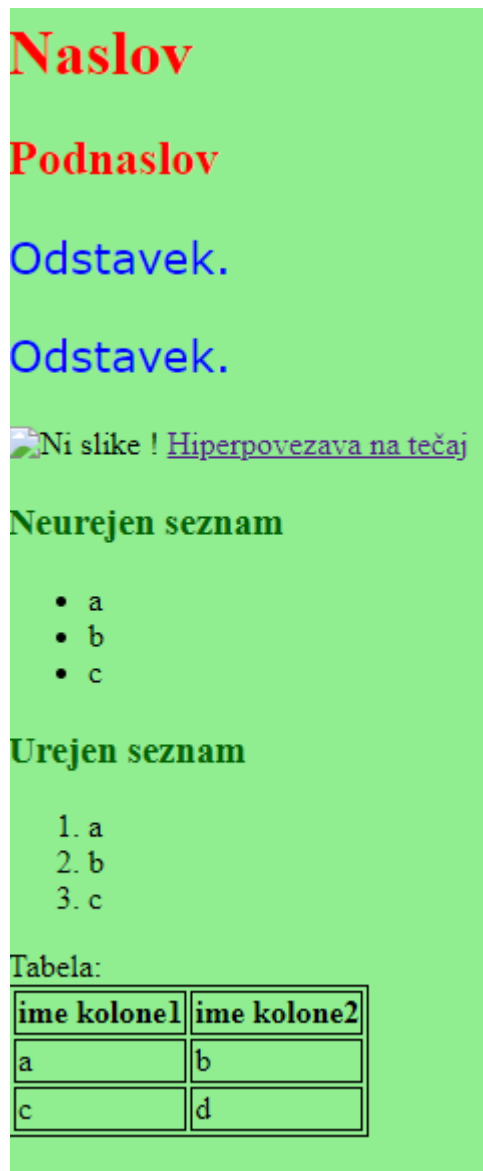 Naslov
Podnaslov
Odstavek.
Odstavek.
Ni slike ! Hiperpovezava na tečaj
Neurejen seznam
• a
• b
• c
Urejen seznam
1. a
2. b
3. c
Tabela:
ime kolone1 ime kolone2
a b
c d